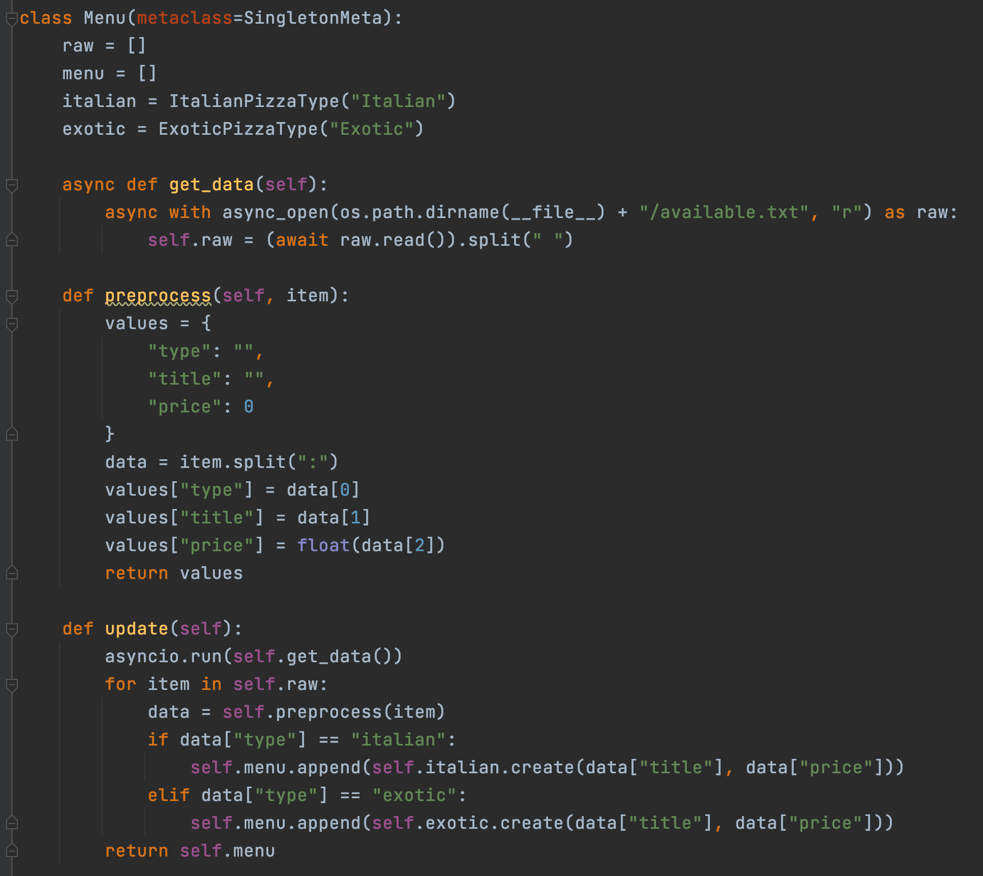 class Menu(metaclass=SingletonMeta):
    raw = []
    menu = []
    italian = ItalianPizzaType("Italian")
    exotic = ExoticPizzaType("Exotic")

    async def get_data(self):
        async with async_open(os.path.dirname(__file__) + "/available.txt", "r") as raw:
            self.raw = (await raw.read()).split(" ")

    def preprocess(self, item):
        values = {
            "type": "",
            "title": "",
            "price": 0
        }
        data = item.split(":")
        values["type"] = data[0]
        values["title"] = data[1]
        values["price"] = float(data[2])
        return values

    def update(self):
        asyncio.run(self.get_data())
        for item in self.raw:
            data = self.preprocess(item)
            if data["type"] == "italian":
                self.menu.append(self.italian.create(data["title"], data["price"]))
            elif data["type"] == "exotic":
                self.menu.append(self.exotic.create(data["title"], data["price"]))
        return self.menu